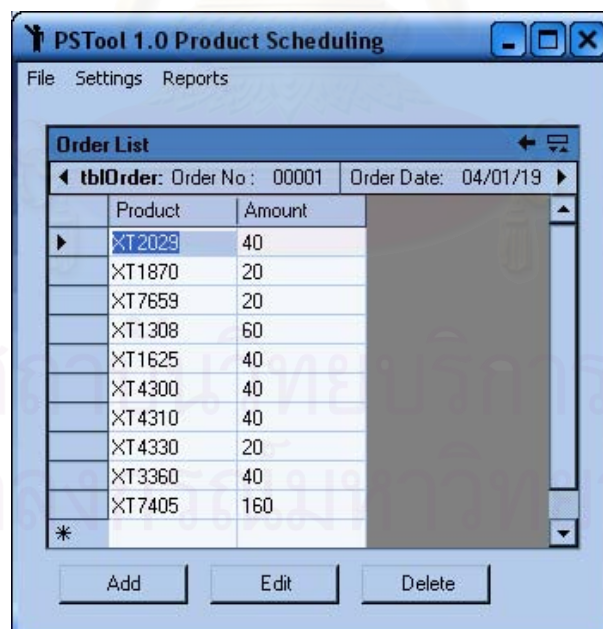 PSTool 1.0 Product Scheduling
File Settings Reports
Order List
tblOrder: Order No : 00001 Order Date: 04/01/19
Product Amount
XT2029 40
XT1870 20
XT7659 20
XT1308 60
XT1625 40
XT4300 40
XT4310 40
XT4330 20
XT3360 40
XT7405 160
*
Add Edit Delete